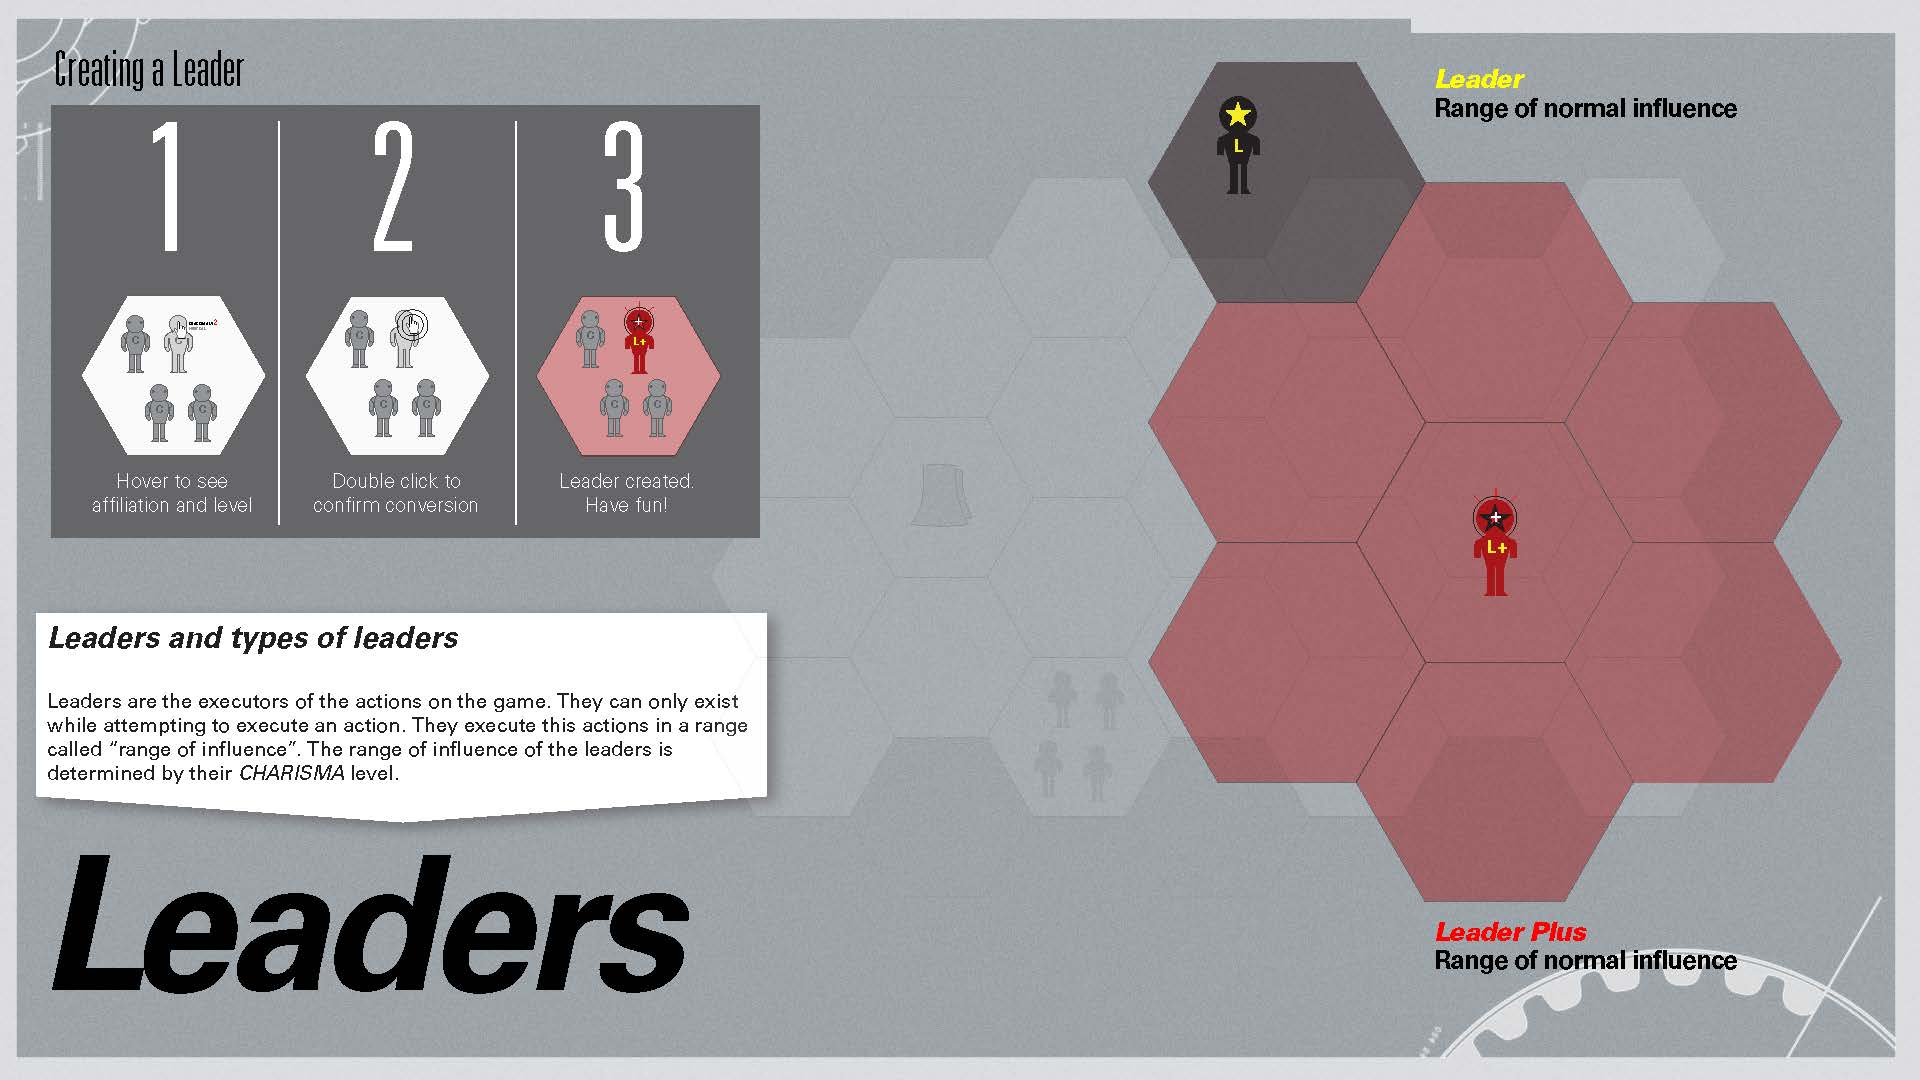 Creating a Leader
1
2
3
C
C
C
2
C
C
C
C
L+
C
C
Hover to see
affiliation and level
Double click to
confirm conversion
Leader created.
Have fun!
Leaders and types of leaders
Leaders are the executors of the actions on the game. They can only exist
while attempting to execute an action. They execute this actions in a range
called “range of influence”. The range of influence of the leaders is
determined by their CHARISMA level.
Leaders
Leader
Range of normal influence
L
L+
Leader Plus
Range of normal influence